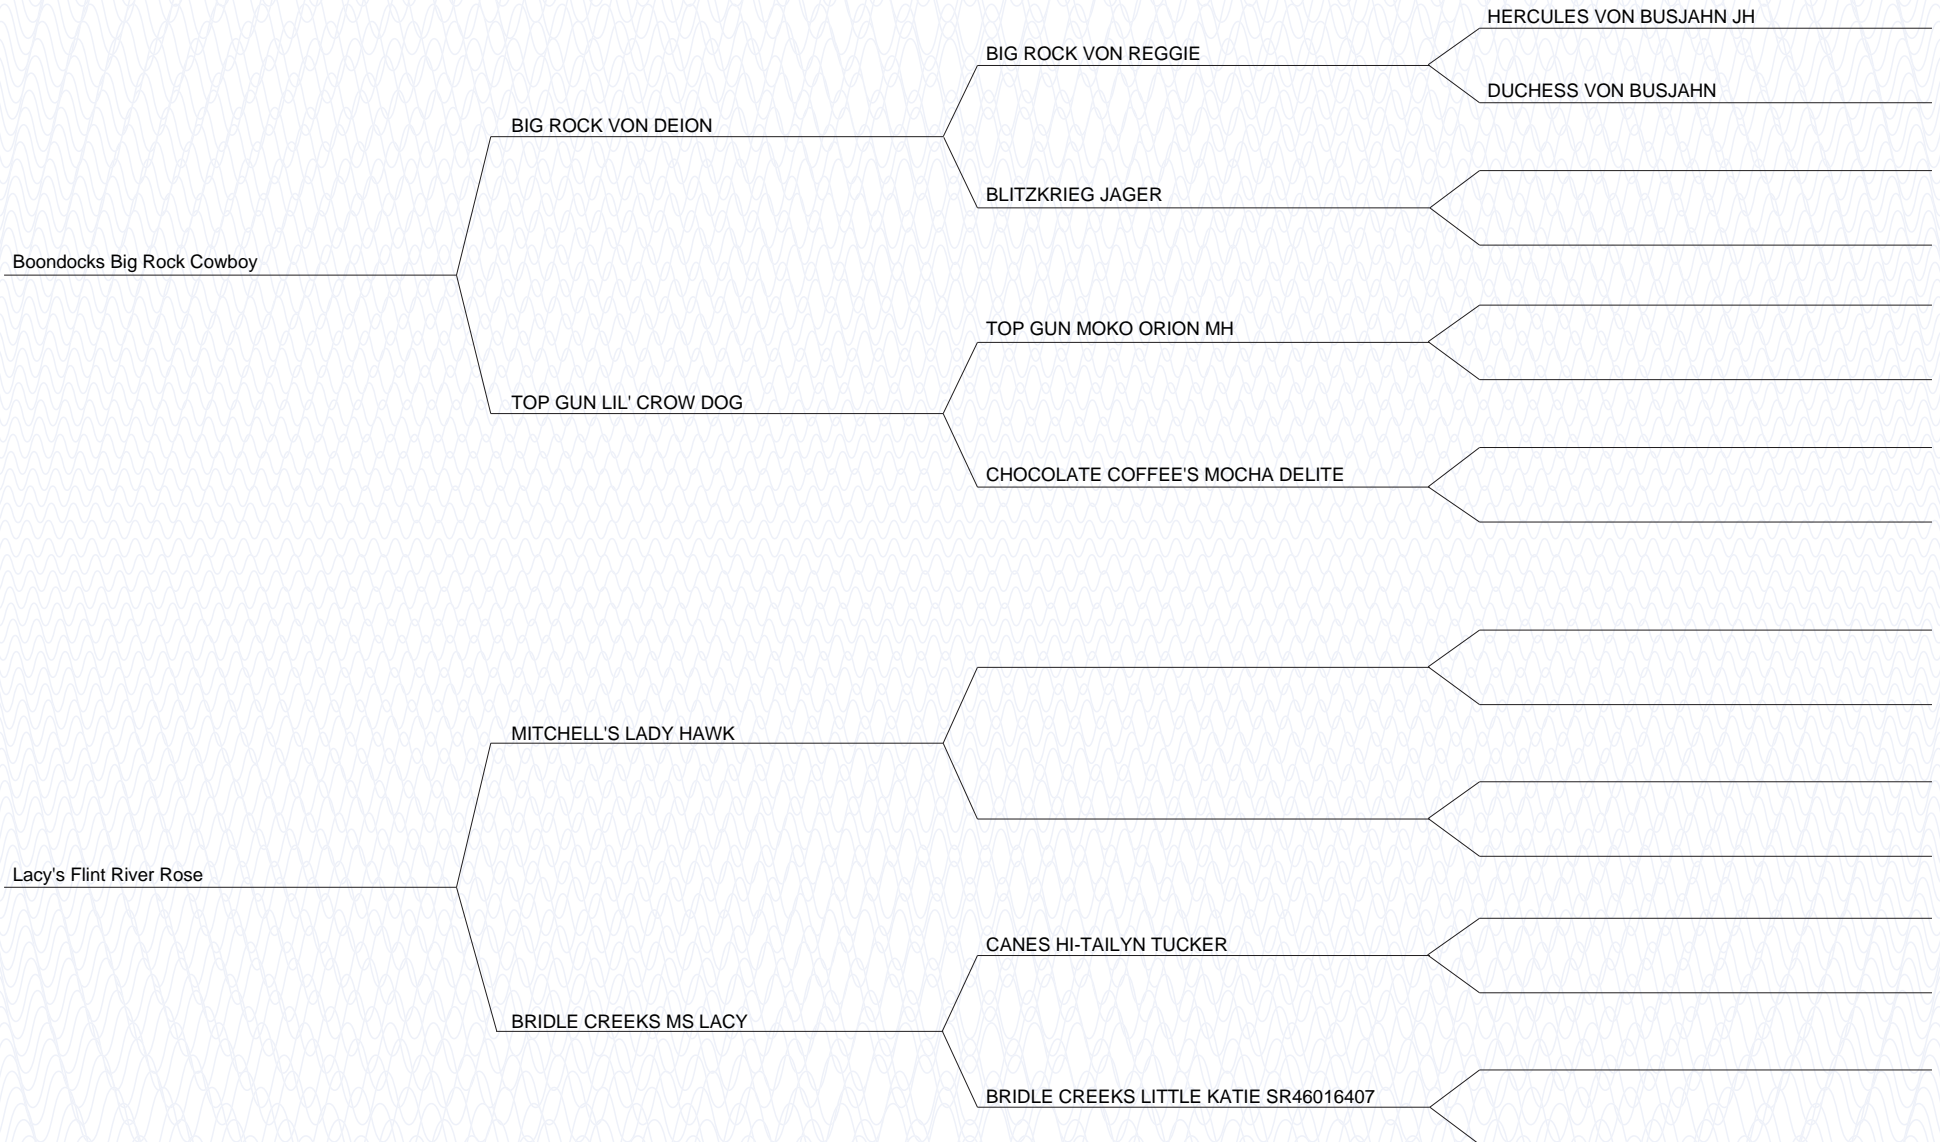 HERCULES VON BUSJAHN JH
BIG ROCK VON REGGIE
DUCHESS VON BUSJAHN
BIG ROCK VON DEION
BLITZKRIEG JAGER
Boondocks Big Rock Cowboy
TOP GUN MOKO ORION MH
TOP GUN LIL' CROW DOG
CHOCOLATE COFFEE'S MOCHA DELITE
MITCHELL'S LADY HAWK
Lacy's Flint River Rose
CANES HI-TAILYN TUCKER
BRIDLE CREEKS MS LACY
BRIDLE CREEKS LITTLE KATIE SR46016407